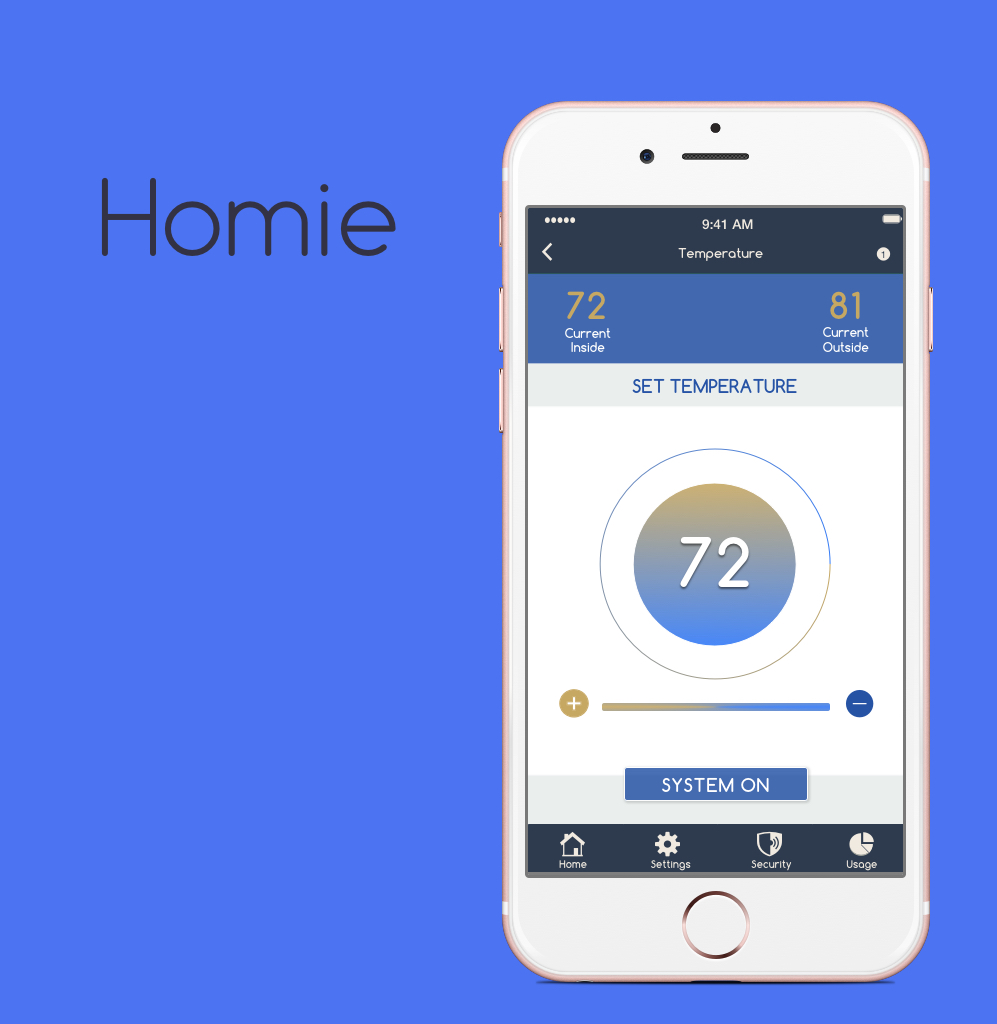 Homie
9:41 AM
Temperature
1
72
Current
Inside
81
Current
Outside
SET TEMPERATURE
72
SYSTEM ON
Home
Settings
Security
Usage